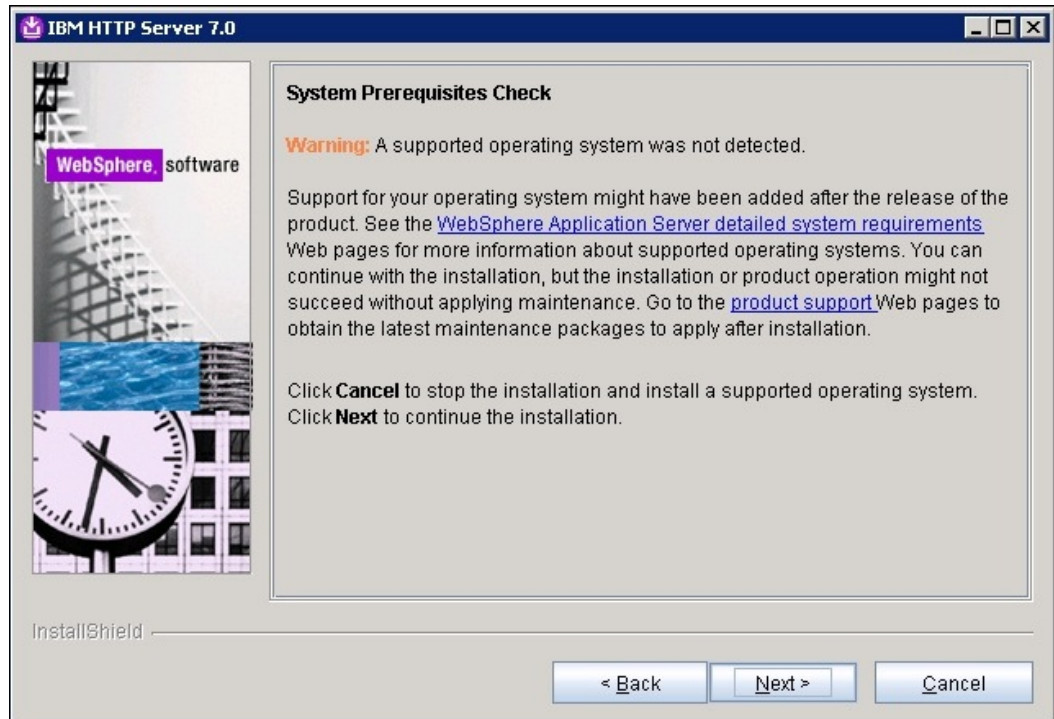 IBM HTTP Server 7.0
WebSphere. software
System Prerequisites Check
Warning: A supported operating system was not detected.
Support for your operating system might have been added after the release of the
product. See the WebSphere Application Server detailed system requirements
Web pages for more information about supported operating systems. You can
continue with the installation, but the installation or product operation might not
succeed without applying maintenance. Go to the product support Web pages to
obtain the latest maintenance packages to apply after installation.
Click Cancel to stop the installation and install a supported operating system.
Click Next to continue the installation.
InstallShield
< Back
Next >
Cancel